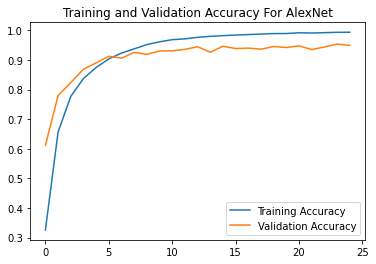 Training and Validation Accuracy For AlexNet
1.0
0.9
0.8
0.7
0.6
0.5
0.4
0.3
0 5 10 15 20 25
Training Accuracy
Validation Accuracy